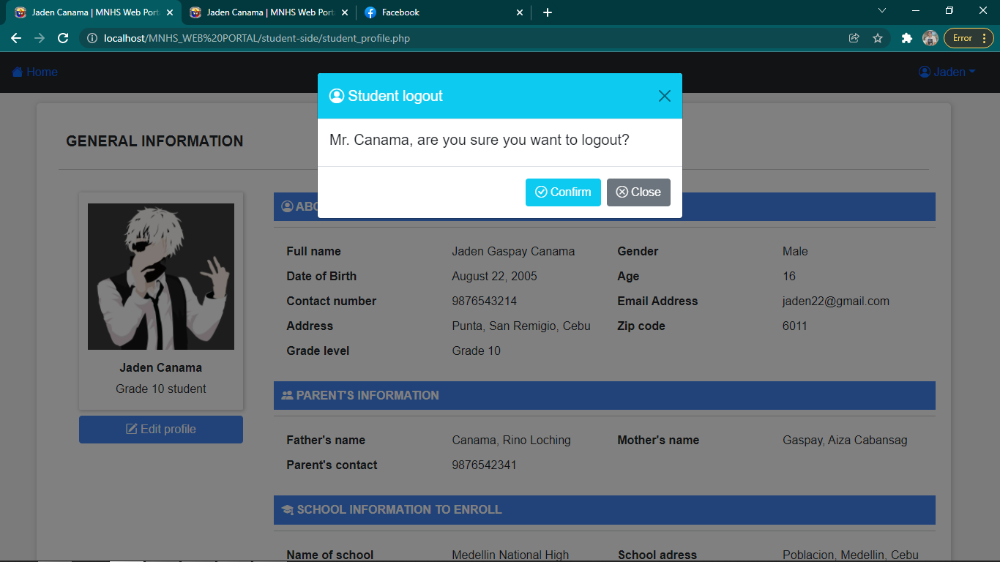 Jaden Canama | MNHS Web Port
Jaden Canama | MNHS Web Port
Facebook
localhost/MNHS_WEB%20PORTAL/student-side/student_profile.php
Error
Home
Jaden
Student logout
Mr. Canama, are you sure you want to logout?
Confirm
Close
GENERAL INFORMATION
Jaden Canama
Grade 10 student
Edit profile
Full name Jaden Gaspay Canama Gender Male
Date of Birth August 22, 2005 Age 16
Contact number 9876543214 Email Address jaden22@gmail.com
Address Punta, San Remigio, Cebu Zip code 6011
Grade level Grade 10
PARENT'S INFORMATION
Father's name Canama, Rino Loching Mother's name Gaspay, Aiza Cabansag
Parent's contact 9876542341
SCHOOL INFORMATION TO ENROLL
Name of school Medellin National High School adress Poblacion, Medellin, Cebu